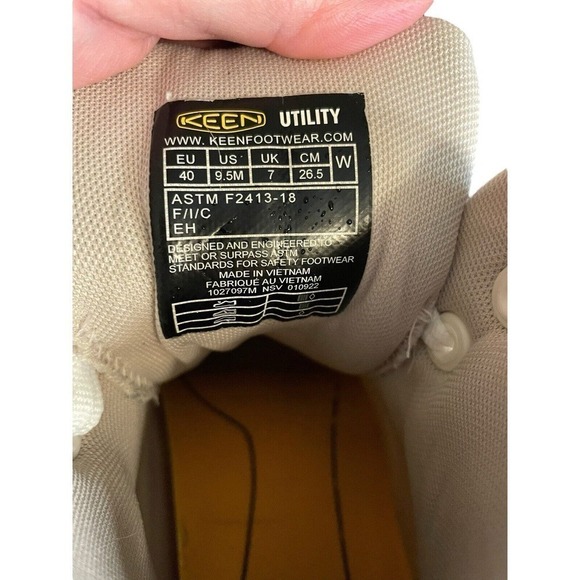 KEEN UTILITY
WWW. KEENFOOTWEAR.COM
EU US UK CM W
40 9.5M 7 26.5
ASTM F2413-18
F/I/C
EH
DESIGNED AND ENGINEERED TO
MEET OR SURPASS ASTM
STANDARDS FOR SAFETY FOOTWEAR
MADE IN VIETNAM
FABRIQUÉ AU VIETNAM
1027097M NSV 010922